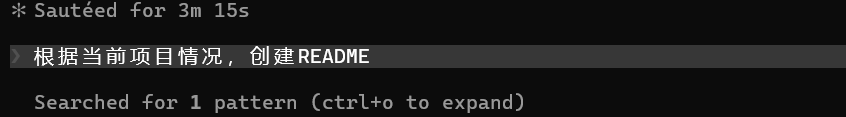 ✻ Sautéed for 3m 15s
❯ 根据当前项目情况，创建README
Searched for 1 pattern (ctrl+o to expand)